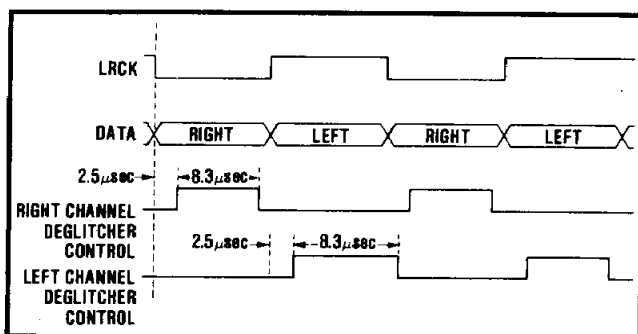 LRCK
DATA RIGHT LEFT RIGHT LEFT
2.5μsec 8.3μsec
RIGHT CHANNEL
DEGLITCHER
CONTROL
2.5μsec 8.3μsec
LEFT CHANNEL
DEGLITCHER
CONTROL